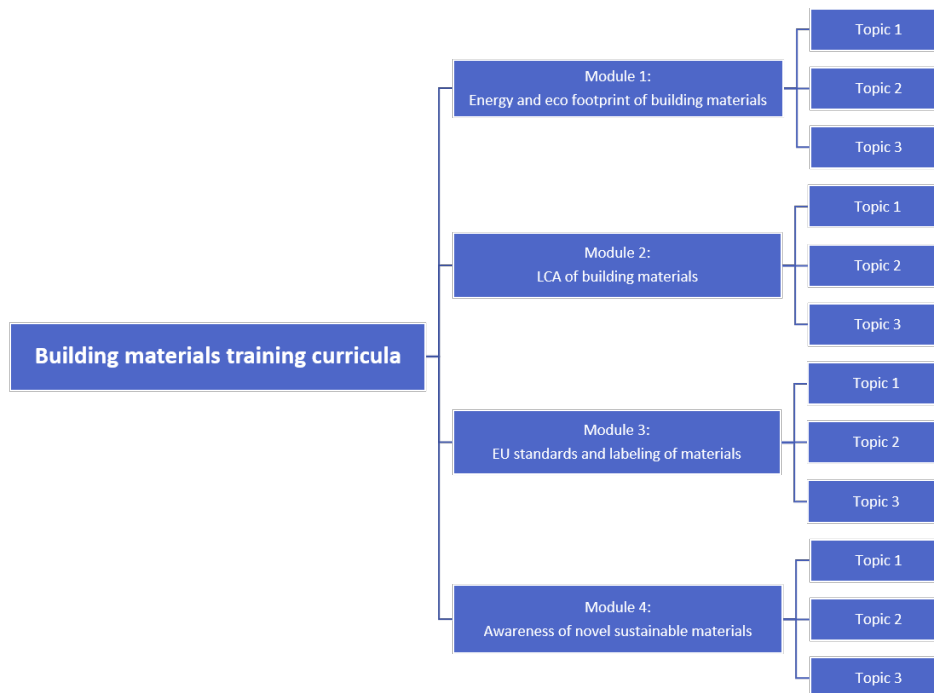 Building materials training curricula
Module 1:
Energy and eco footprint of building materials
Topic 1
Topic 2
Topic 3
Module 2:
LCA of building materials
Topic 1
Topic 2
Topic 3
Module 3:
EU standards and labeling of materials
Topic 1
Topic 2
Topic 3
Module 4:
Awareness of novel sustainable materials
Topic 1
Topic 2
Topic 3